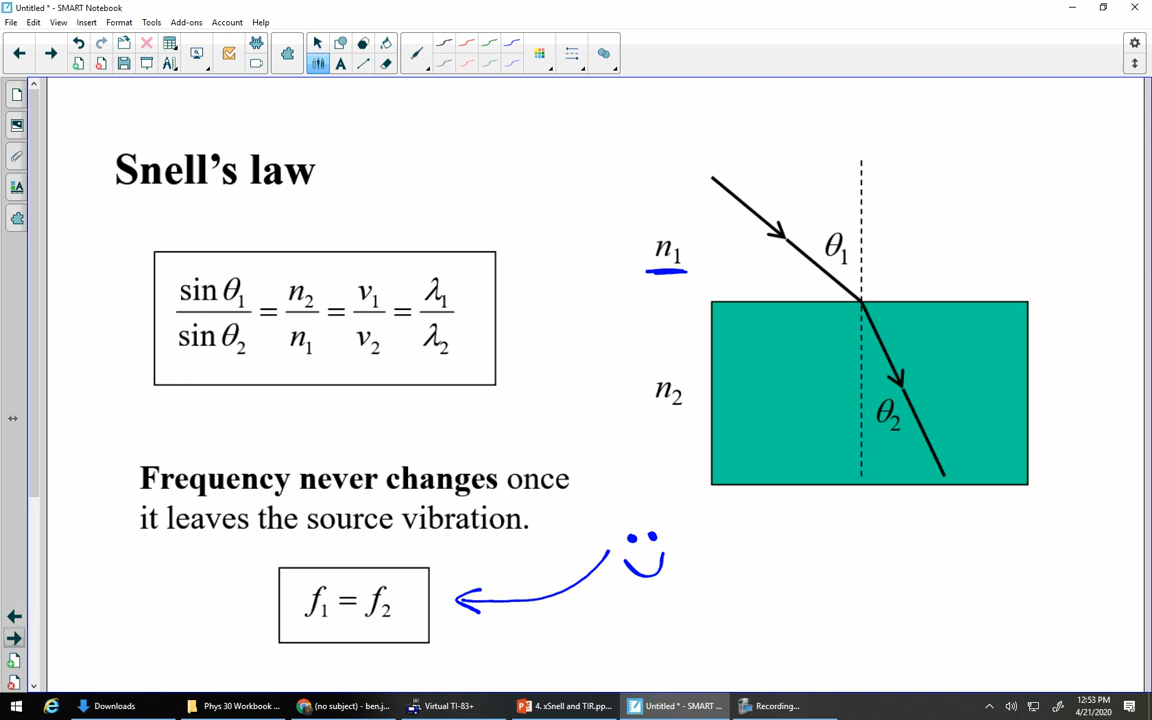 Untitled * - SMART Notebook
File Edit View Insert Format Tools Add-ons Account Help
Snell's law
sin θ₁ / sin θ₂ = n₂ / n₁ = v₁ / v₂ = λ₁ / λ₂
n₁
θ₁
n₂
θ₂
Frequency never changes once
it leaves the source vibration.
f₁ = f₂
Downloads
Phys 30 Workbook ...
(no subject) - ben.j...
Virtual TI-83+
4. xSnell and TIR.pp...
Untitled * - SMART ...
Recording...
12:53 PM
4/21/2020